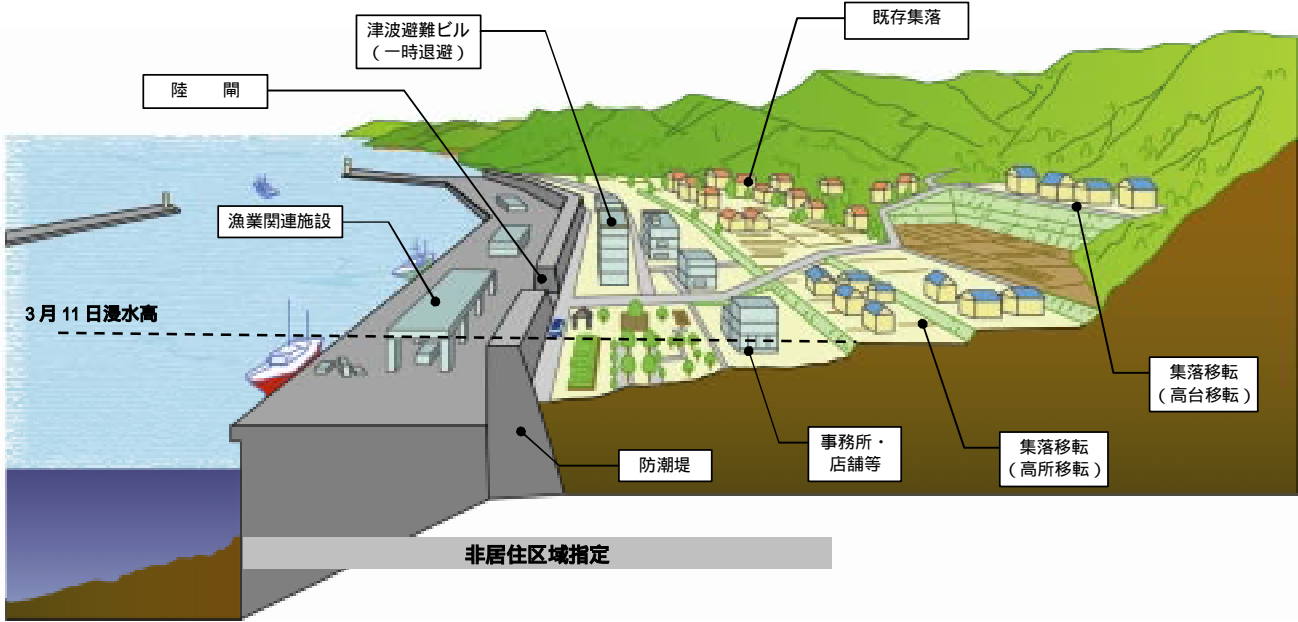 既存集落
津波避難ビル
（一時退避）
陸　　閘
漁業関連施設
3月11日浸水高
集落移転
（高台移転）
事務所・
店舗等
集落移転
（高所移転）
防潮堤
非居住区域指定